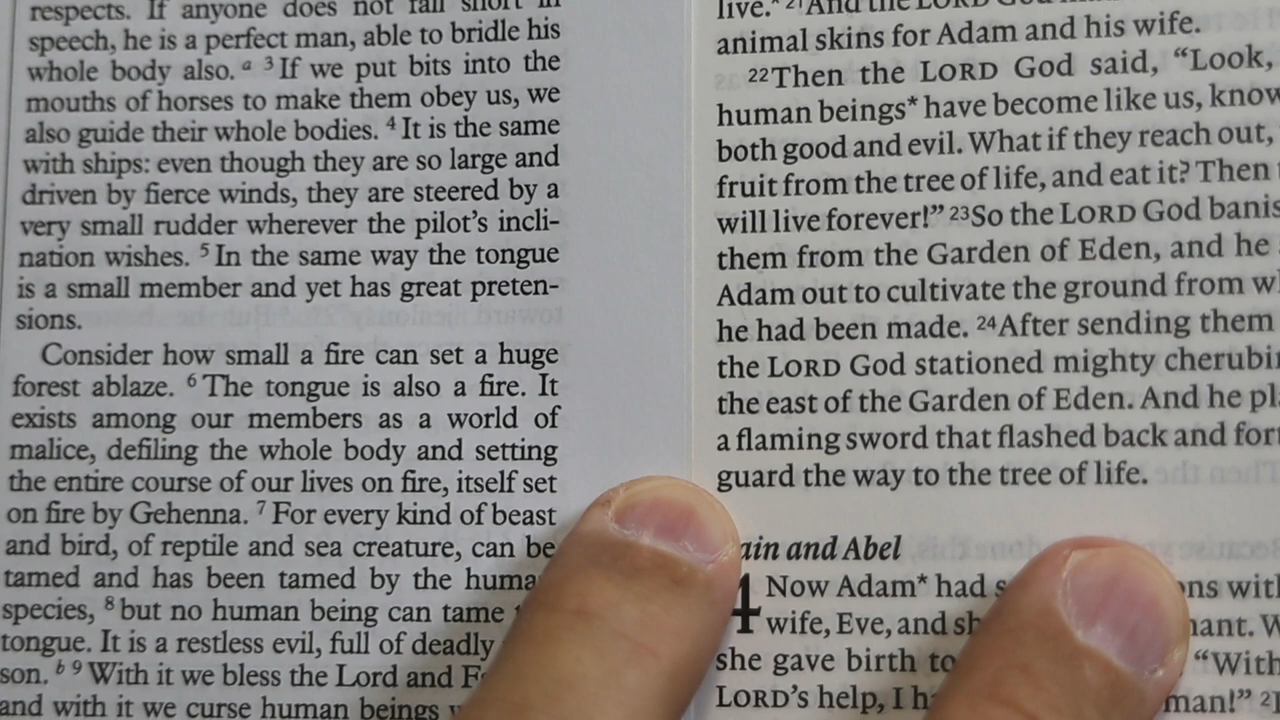 respects. If anyone does not fall short in
speech, he is a perfect man, able to bridle his
whole body also. a 3 If we put bits into the
mouths of horses to make them obey us, we
also guide their whole bodies. 4 It is the same
with ships: even though they are so large and
driven by fierce winds, they are steered by a
very small rudder wherever the pilot's incli-
nation wishes. 5 In the same way the tongue
is a small member and yet has great preten-
sions.
Consider how small a fire can set a huge
forest ablaze. 6 The tongue is also a fire. It
exists among our members as a world of
malice, defiling the whole body and setting
the entire course of our lives on fire, itself set
on fire by Gehenna. 7 For every kind of beast
and bird, of reptile and sea creature, can be
tamed and has been tamed by the huma
species, 8 but no human being can tame
tongue. It is a restless evil, full of deadly
son. b 9 With it we bless the Lord and F
and with it we curse human beings
live.* 21 And the LORD God
animal skins for Adam and his wife.
22 Then the LORD God said, "Look,
human beings* have become like us, know
both good and evil. What if they reach out,
fruit from the tree of life, and eat it? Then
will live forever!" 23 So the LORD God banis
them from the Garden of Eden, and he
Adam out to cultivate the ground from w
he had been made. 24 After sending them
the LORD God stationed mighty cherubi
the east of the Garden of Eden. And he pl
a flaming sword that flashed back and for
guard the way to the tree of life.
ain and Abel
4 Now Adam* had s ons with
wife, Eve, and sh nant. W
she gave birth to "With
LORD'S help, I h man!" 2